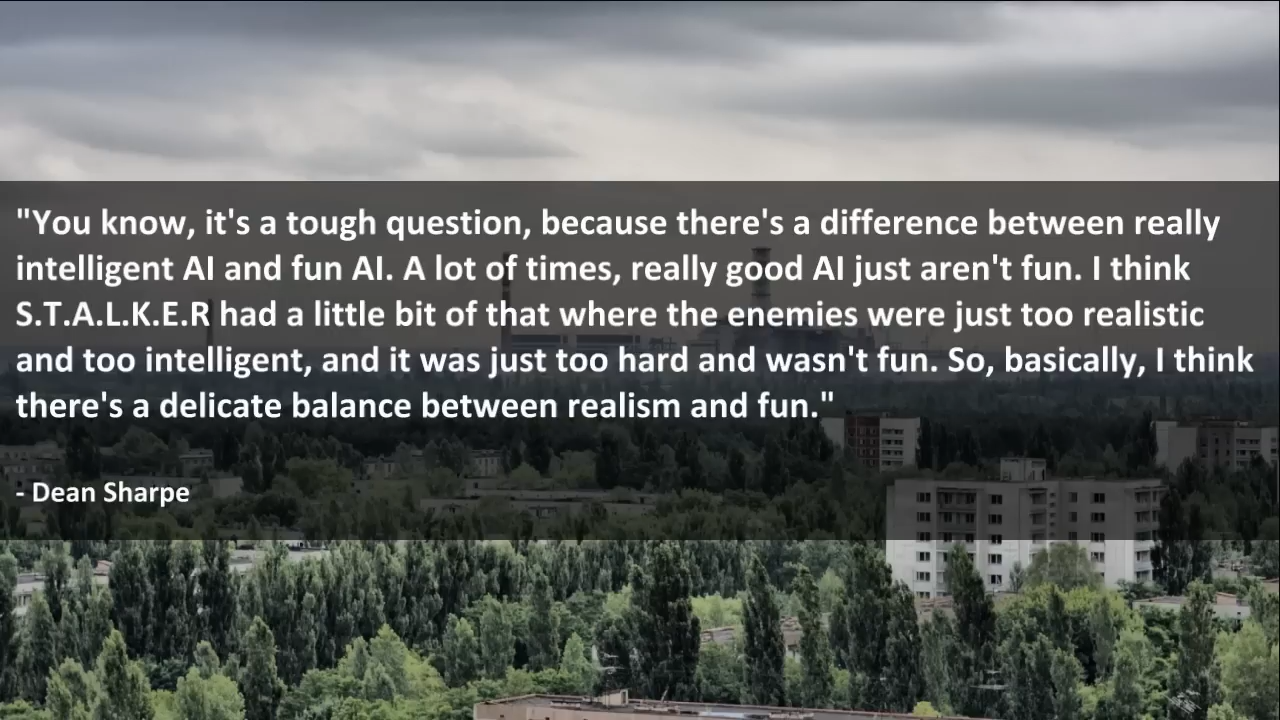 "You know, it's a tough question, because there's a difference between really
intelligent AI and fun AI. A lot of times, really good AI just aren't fun. I think
S.T.A.L.K.E.R had a little bit of that where the enemies were just too realistic
and too intelligent, and it was just too hard and wasn't fun. So, basically, I think
there's a delicate balance between realism and fun."
- Dean Sharpe